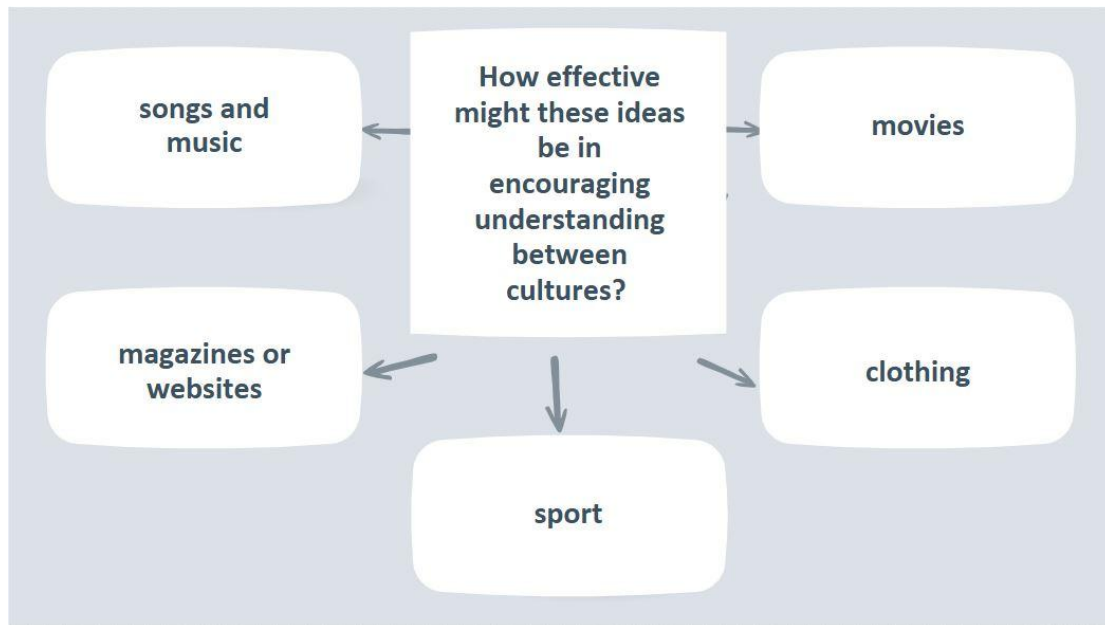 songs and
music
How effective
might these ideas
be in
encouraging
understanding
between
cultures?
movies
magazines or
websites
clothing
sport